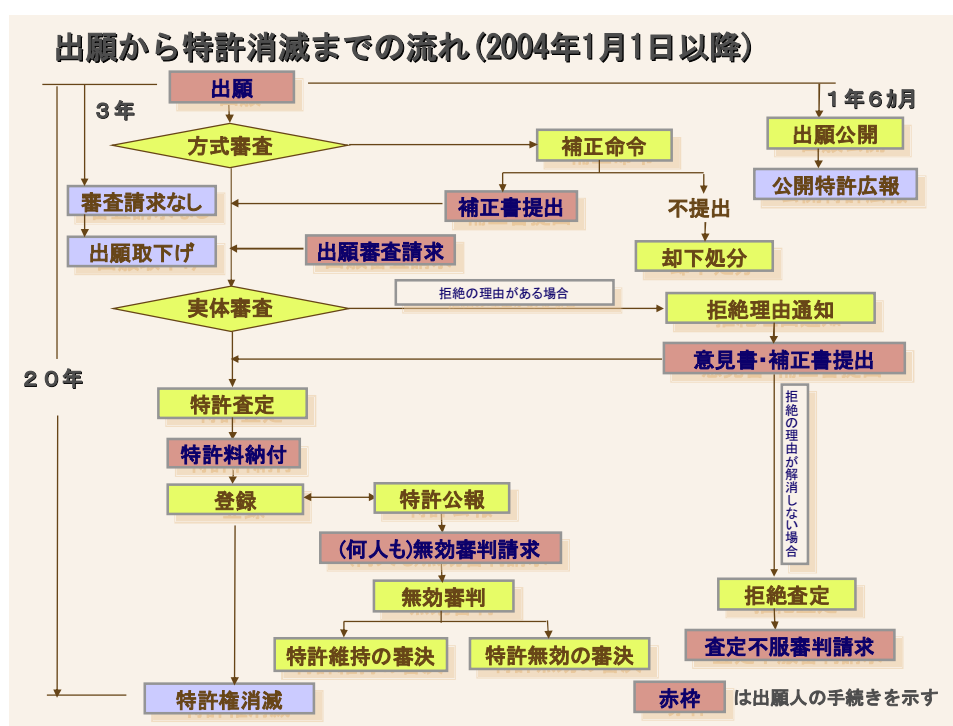 出願から特許消滅までの流れ(2004年1月1日以降)
出願
３年
１年６ｶ月
方式審査
補正命令
出願公開
公開特許広報
審査請求なし
補正書提出
不提出
出願取下げ
出願審査請求
却下処分
拒絶の理由がある場合
実体審査
拒絶理由通知
意見書・補正書提出
２０年
特許査定
拒絶の理由が解消しない場合
特許料納付
登録
特許公報
(何人も)無効審判請求
無効審判
拒絶査定
特許維持の審決
特許無効の審決
査定不服審判請求
特許権消滅
赤枠
は出願人の手続きを示す